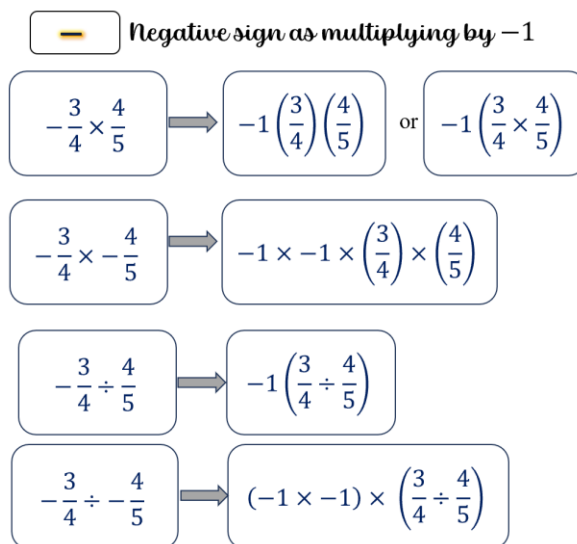 − Negative sign as multiplying by −1
−3/4 × 4/5 −1(3/4)(4/5) or −1(3/4 × 4/5)
−3/4 × −4/5 −1 × −1 × (3/4) × (4/5)
−3/4 ÷ 4/5 −1(3/4 ÷ 4/5)
−3/4 ÷ −4/5 (−1 × −1) × (3/4 ÷ 4/5)